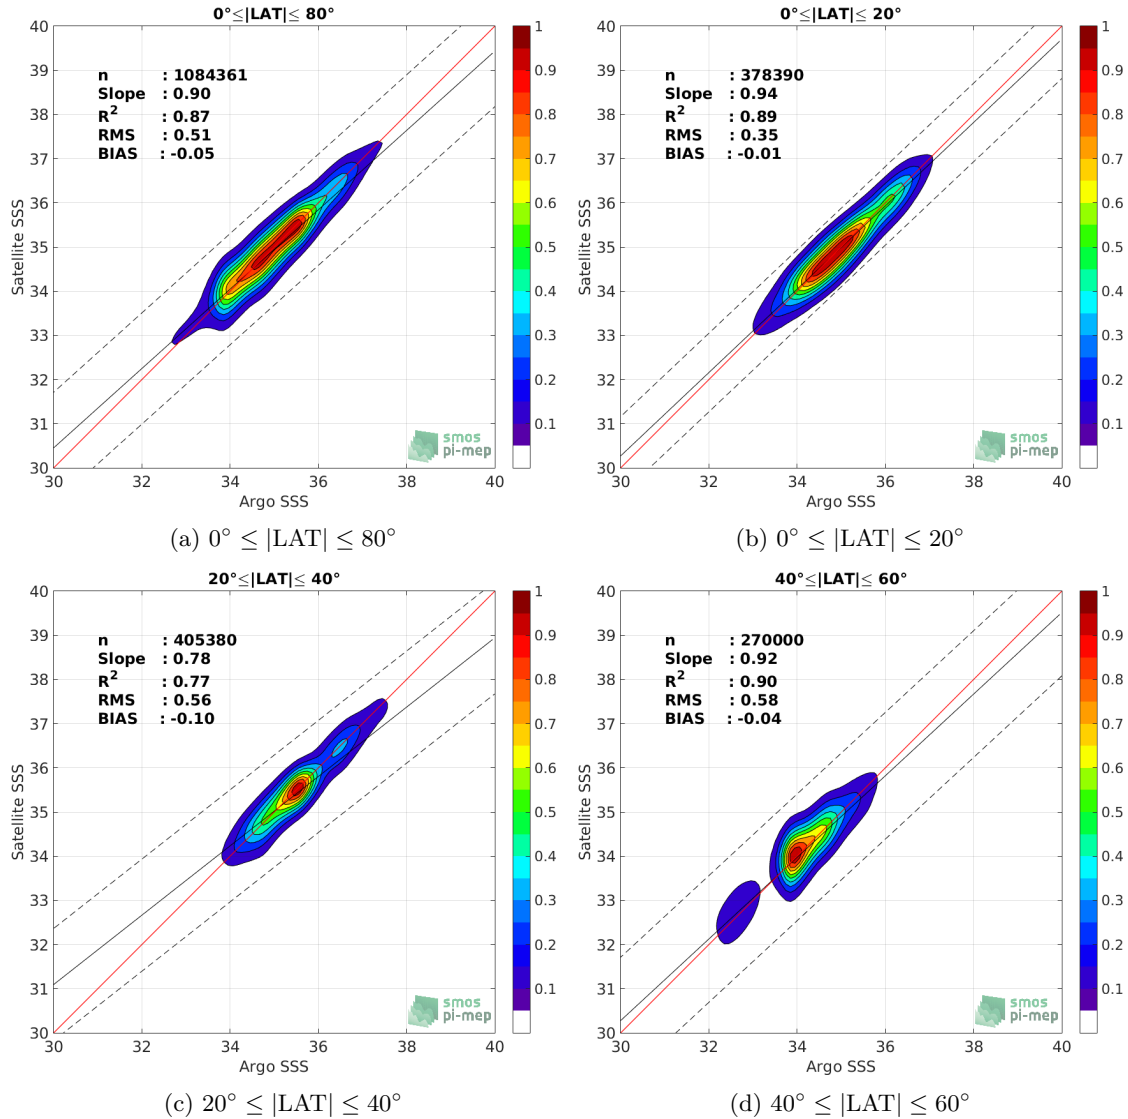 0°≤|LAT|≤ 80°
40
39
38
37
36
35
34
33
32
31
30
Satellite SSS
n : 1084361
Slope : 0.90
R² : 0.87
RMS : 0.51
BIAS : -0.05
smos
pi-mep
30 32 34 36 38 40
Argo SSS
1
0.9
0.8
0.7
0.6
0.5
0.4
0.3
0.2
0.1
(a) 0° ≤ |LAT| ≤ 80°
0°≤|LAT|≤ 20°
40
39
38
37
36
35
34
33
32
31
30
Satellite SSS
n : 378390
Slope : 0.94
R² : 0.89
RMS : 0.35
BIAS : -0.01
smos
pi-mep
30 32 34 36 38 40
Argo SSS
1
0.9
0.8
0.7
0.6
0.5
0.4
0.3
0.2
0.1
(b) 0° ≤ |LAT| ≤ 20°
20°≤|LAT|≤ 40°
40
39
38
37
36
35
34
33
32
31
30
Satellite SSS
n : 405380
Slope : 0.78
R² : 0.77
RMS : 0.56
BIAS : -0.10
smos
pi-mep
30 32 34 36 38 40
Argo SSS
1
0.9
0.8
0.7
0.6
0.5
0.4
0.3
0.2
0.1
(c) 20° ≤ |LAT| ≤ 40°
40°≤|LAT|≤ 60°
40
39
38
37
36
35
34
33
32
31
30
Satellite SSS
n : 270000
Slope : 0.92
R² : 0.90
RMS : 0.58
BIAS : -0.04
smos
pi-mep
30 32 34 36 38 40
Argo SSS
1
0.9
0.8
0.7
0.6
0.5
0.4
0.3
0.2
0.1
(d) 40° ≤ |LAT| ≤ 60°